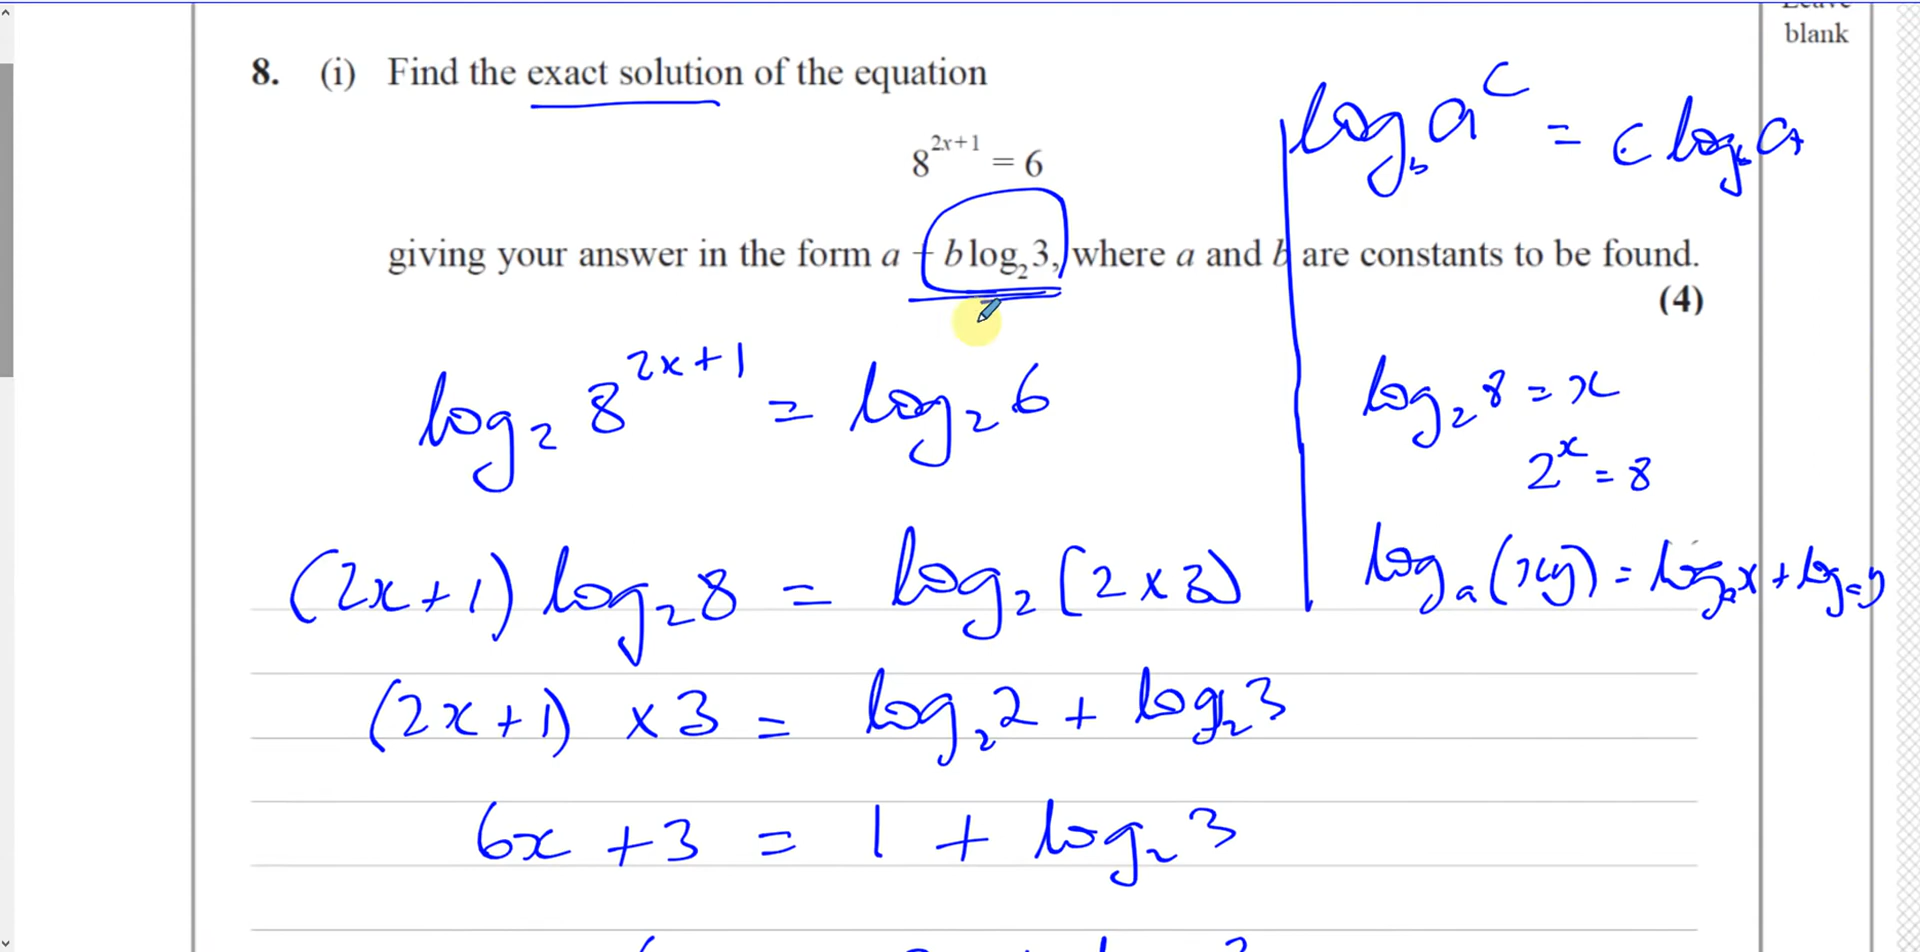 blank
8. (i) Find the exact solution of the equation
8^{2x+1} = 6
giving your answer in the form a + b log₂ 3, where a and b are constants to be found.
(4)
log_b a^c = c log_b a
log₂ 8^{2x+1} = log₂ 6
log₂ 8 = x
2^x = 8
(2x+1) log₂ 8 = log₂ (2 × 3)
log_a (xy) = log_a x + log_a y
(2x+1) × 3 = log₂ 2 + log₂ 3
6x + 3 = 1 + log₂ 3